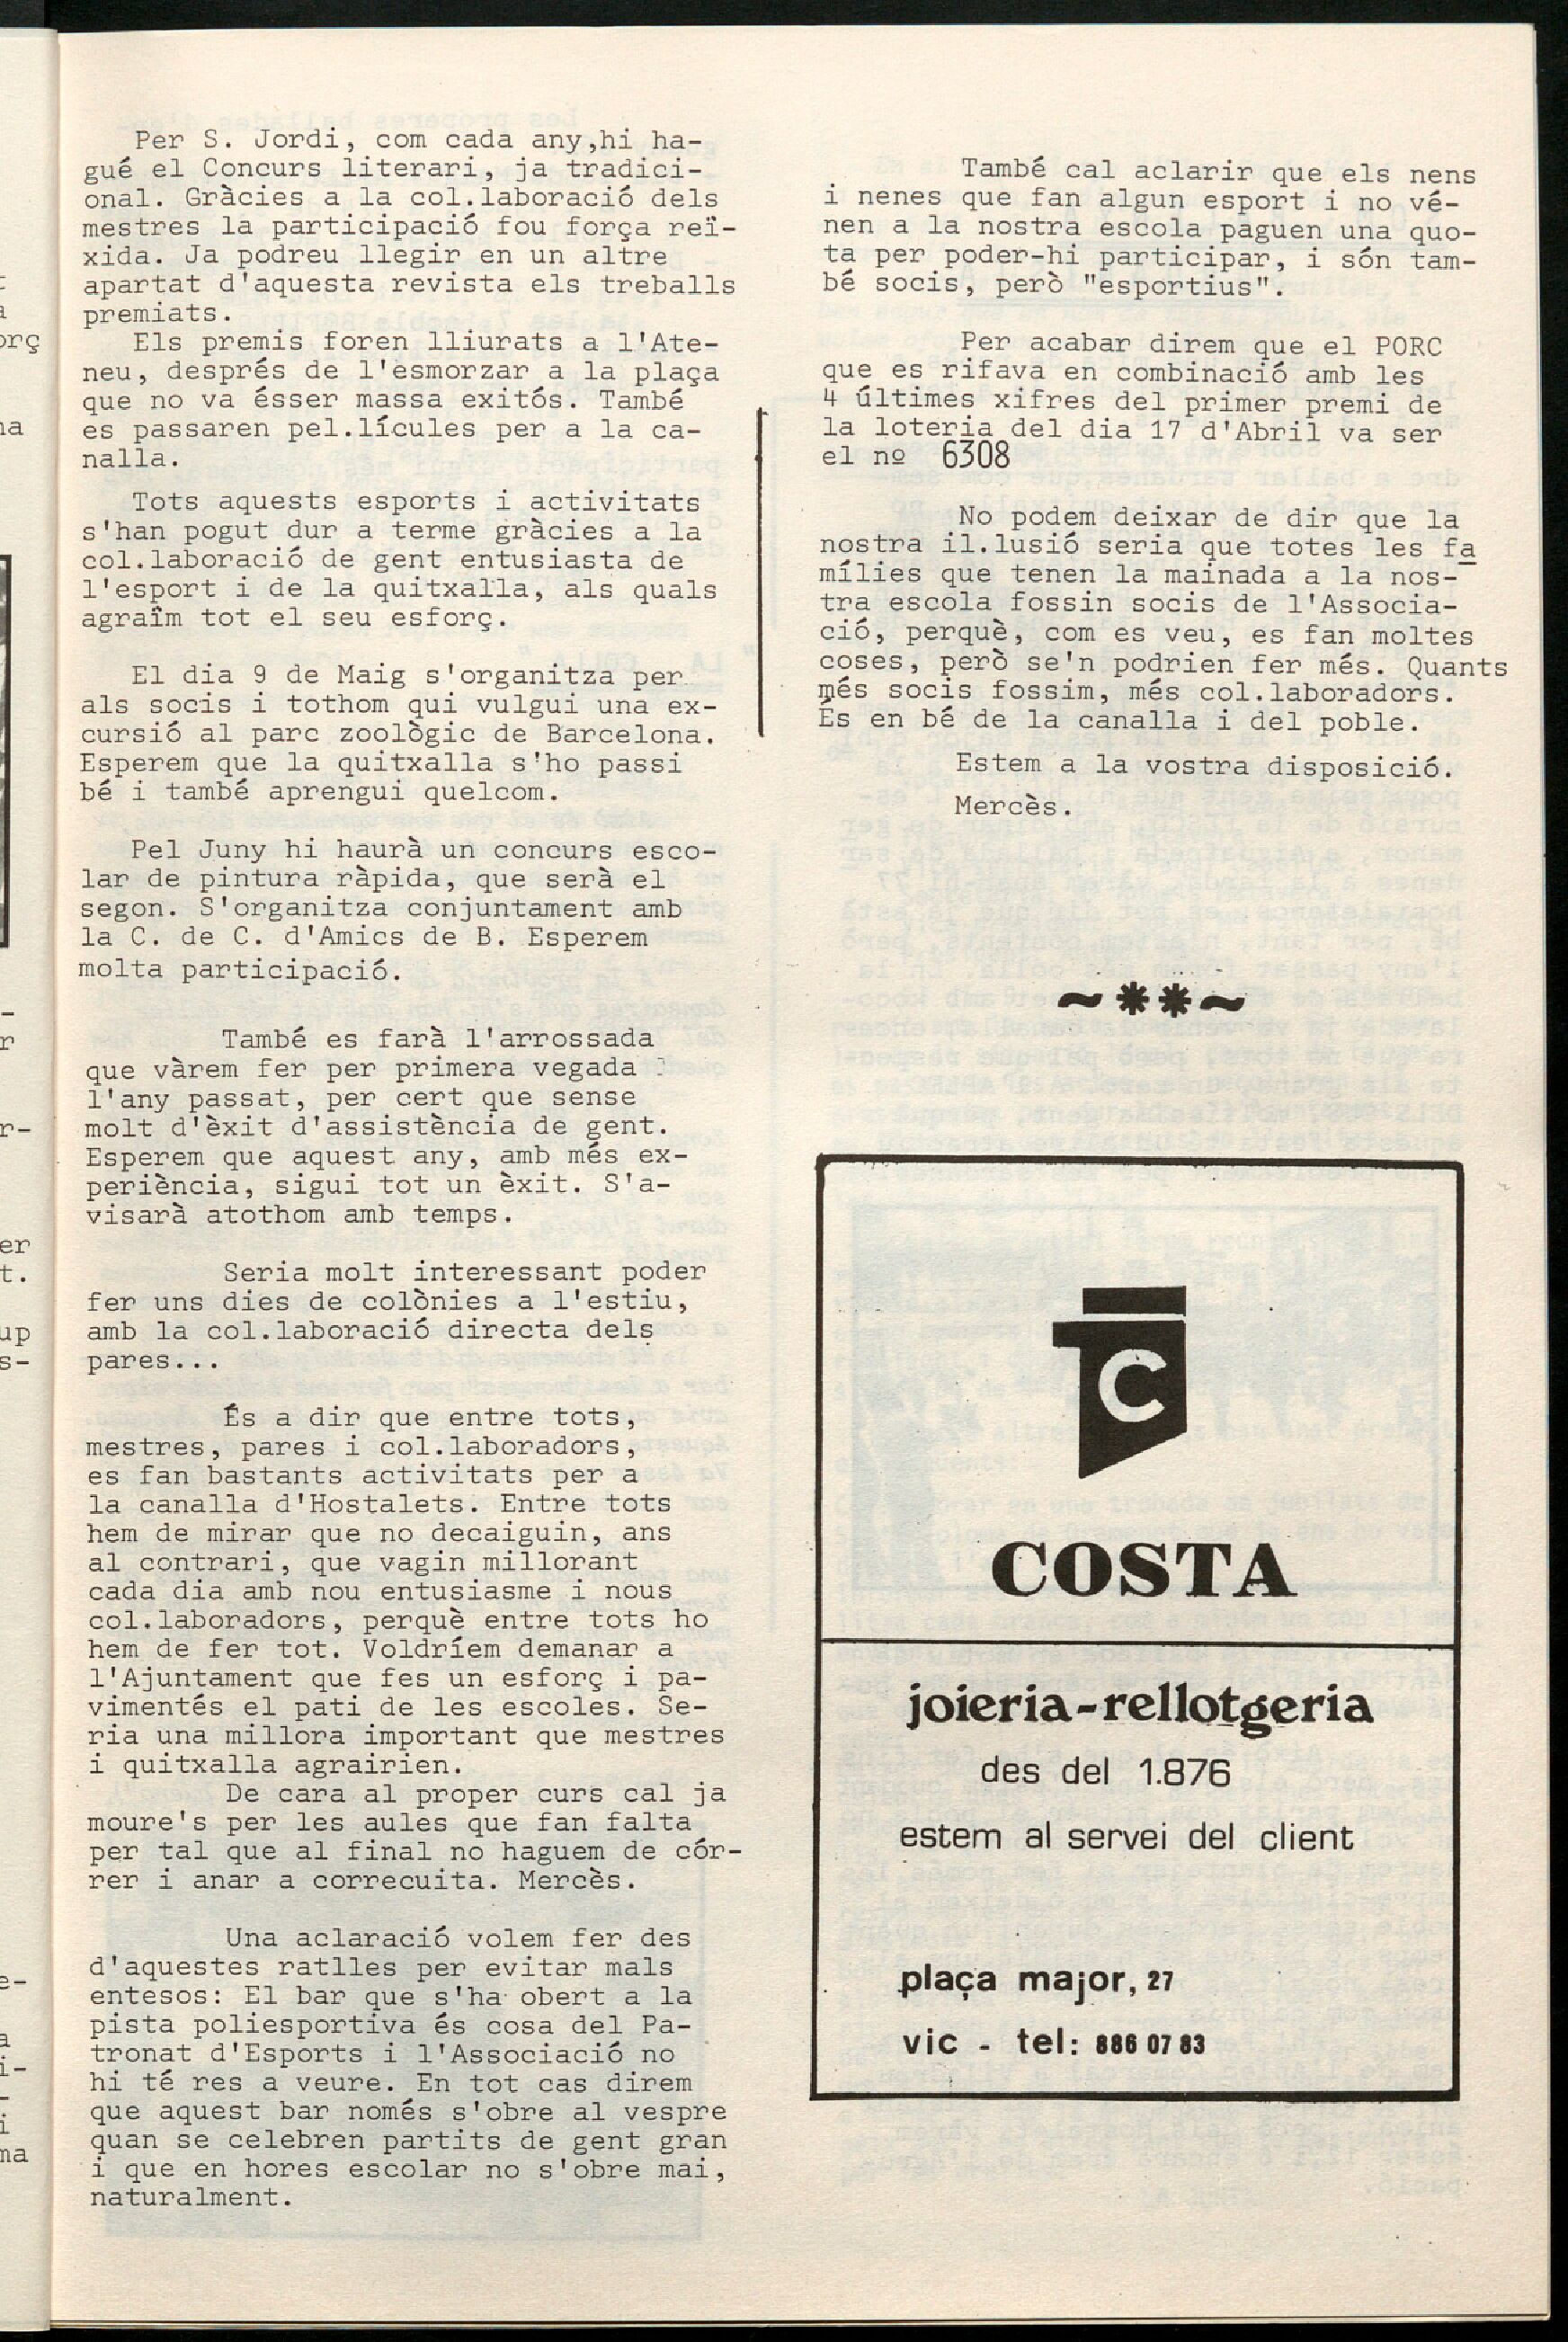 Per S. Jordi, com cada any,hi ha-
gué el Concurs literari, ja tradici-
onal. Gràcies a la col.laboració dels
mestres la participació fou força reï-
xida. Ja podreu llegir en un altre
apartat d'aquesta revista els treballs
premiats.
Els premis foren lliurats a l'Ate-
neu, després de l'esmorzar a la plaça
que no va ésser massa exitós. També
es passaren pel.lícules per a la ca-
nalla.
Tots aquests esports i activitats
s'han pogut dur a terme gràcies a la
col.laboració de gent entusiasta de
l'esport i de la quitxalla, als quals
agraïm tot el seu esforç.
El dia 9 de Maig s'organitza per
als socis i tothom qui vulgui una ex-
cursió al parc zoològic de Barcelona.
Esperem que la quitxalla s'ho passi
bé i també aprengui quelcom.
Pel Juny hi haurà un concurs esco-
lar de pintura ràpida, que serà el
segon. S'organitza conjuntament amb
la C. de C. d'Amics de B. Esperem
molta participació.
També es farà l'arrossada
que vàrem fer per primera vegada
l'any passat, per cert que sense
molt d'èxit d'assistència de gent.
Esperem que aquest any, amb més ex-
periència, sigui tot un èxit. S'a-
visarà atothom amb temps.
Seria molt interessant poder
fer uns dies de colònies a l'estiu,
amb la col.laboració directa dels
pares...
És a dir que entre tots,
mestres, pares i col.laboradors,
es fan bastants activitats per a
la canalla d'Hostalets. Entre tots
hem de mirar que no decaiguin, ans
al contrari, que vagin millorant
cada dia amb nou entusiasme i nous
col.laboradors, perquè entre tots ho
hem de fer tot. Voldríem demanar a
l'Ajuntament que fes un esforç i pa-
vimentés el pati de les escoles. Se-
ria una millora important que mestres
i quitxalla agrairien.
De cara al proper curs cal ja
moure's per les aules que fan falta
per tal que al final no haguem de cór-
rer i anar a correcuita. Mercès.
Una aclaració volem fer des
d'aquestes ratlles per evitar mals
entesos: El bar que s'ha obert a la
pista poliesportiva és cosa del Pa-
tronat d'Esports i l'Associació no
hi té res a veure. En tot cas direm
que aquest bar només s'obre al vespre
quan se celebren partits de gent gran
i que en hores escolar no s'obre mai,
naturalment.
També cal aclarir que els nens
i nenes que fan algun esport i no vé-
nen a la nostra escola paguen una quo-
ta per poder-hi participar, i són tam-
bé socis, però "esportius".
Per acabar direm que el PORC
que es rifava en combinació amb les
4 últimes xifres del primer premi de
la loteria del dia 17 d'Abril va ser
el nº 6308
No podem deixar de dir que la
nostra il.lusió seria que totes les fa
mílies que tenen la mainada a la nos-
tra escola fossin socis de l'Associa-
ció, perquè, com es veu, es fan moltes
coses, però se'n podrien fer més. Quants
més socis fossim, més col.laboradors.
És en bé de la canalla i del poble.
Estem a la vostra disposició.
Mercès.
~**~
C
COSTA
joieria-rellotgeria
des del 1.876
estem al servei del client
plaça major, 27
vic - tel: 886 07 83